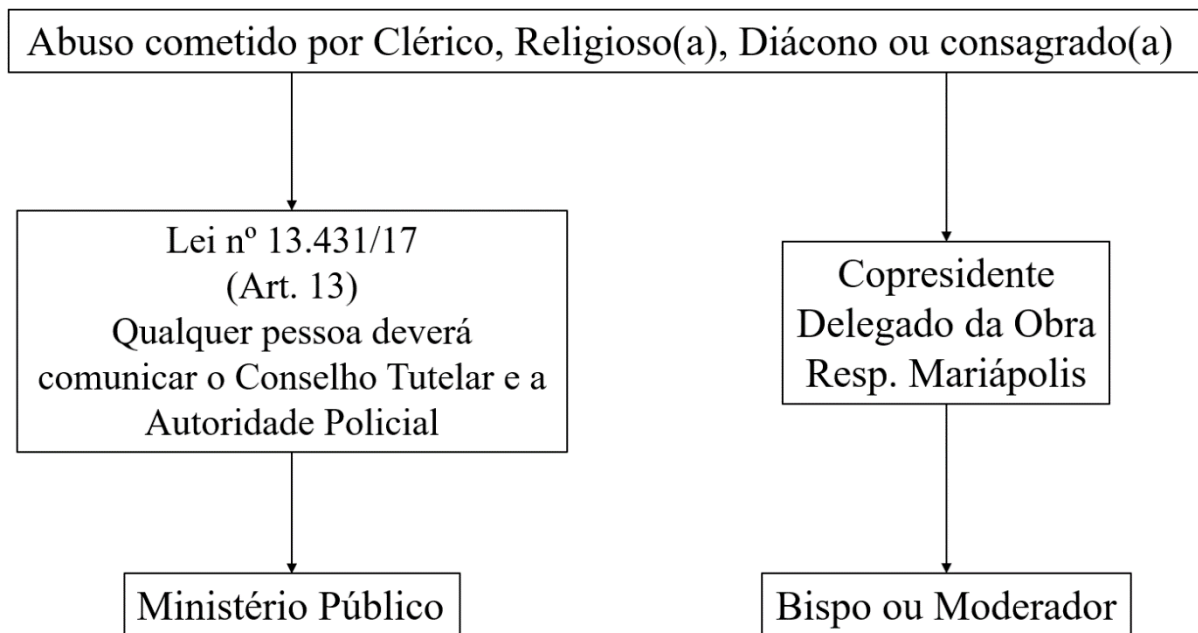 Abuso cometido por Clérico, Religioso(a), Diácono ou consagrado(a)
Lei nº 13.431/17
(Art. 13)
Qualquer pessoa deverá
comunicar o Conselho Tutelar e a
Autoridade Policial
Copresidente
Delegado da Obra
Resp. Mariápolis
Ministério Público
Bispo ou Moderador